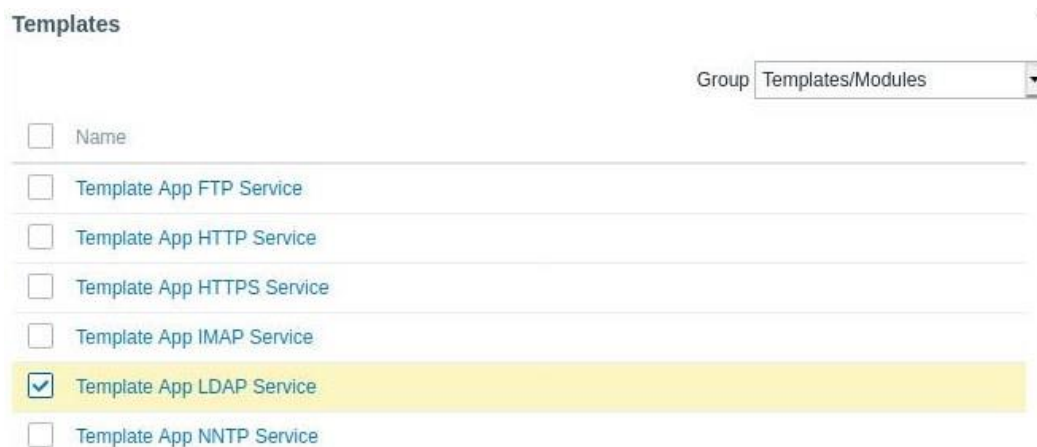 Templates
Group Templates/Modules
Name
Template App FTP Service
Template App HTTP Service
Template App HTTPS Service
Template App IMAP Service
Template App LDAP Service
Template App NNTP Service